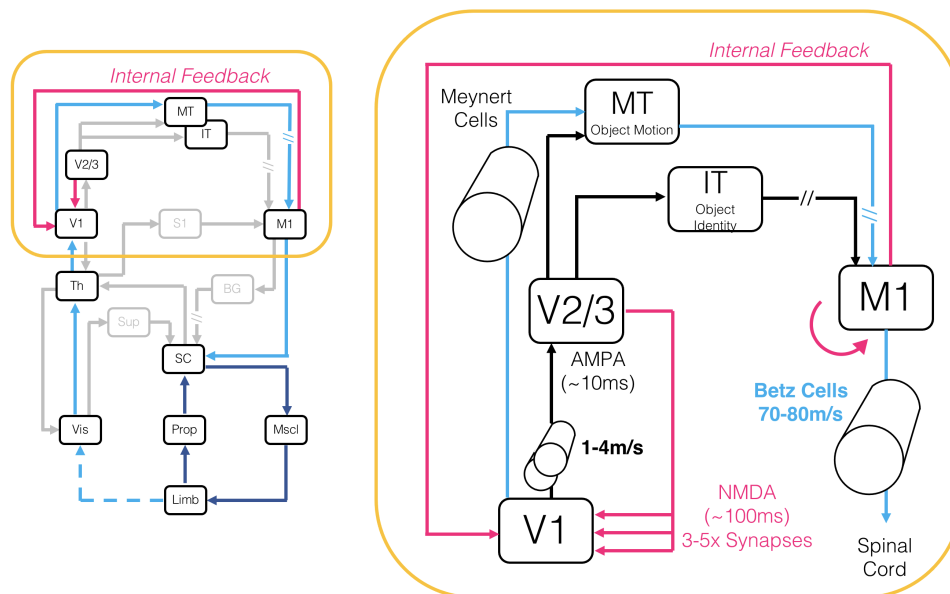 Internal Feedback
MT
IT
V2/3
V1
S1
M1
Th
BG
Sup
SC
Vis
Prop
Mscl
Limb
Internal Feedback
Meynert
Cells
MT
Object Motion
IT
Object
Identity
V2/3
M1
AMPA
(~10ms)
Betz Cells
70-80m/s
1-4m/s
NMDA
(~100ms)
3-5x Synapses
V1
Spinal
Cord